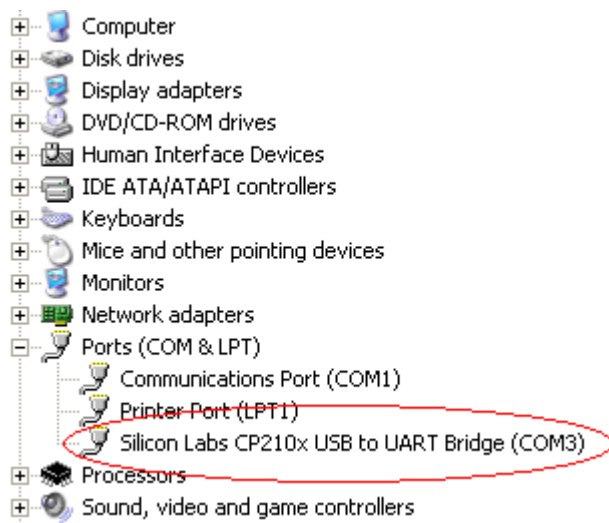 Computer
Disk drives
Display adapters
DVD/CD-ROM drives
Human Interface Devices
IDE ATA/ATAPI controllers
Keyboards
Mice and other pointing devices
Monitors
Network adapters
Ports (COM & LPT)
Communications Port (COM1)
Printer Port (LPT1)
Silicon Labs CP210x USB to UART Bridge (COM3)
Processors
Sound, video and game controllers